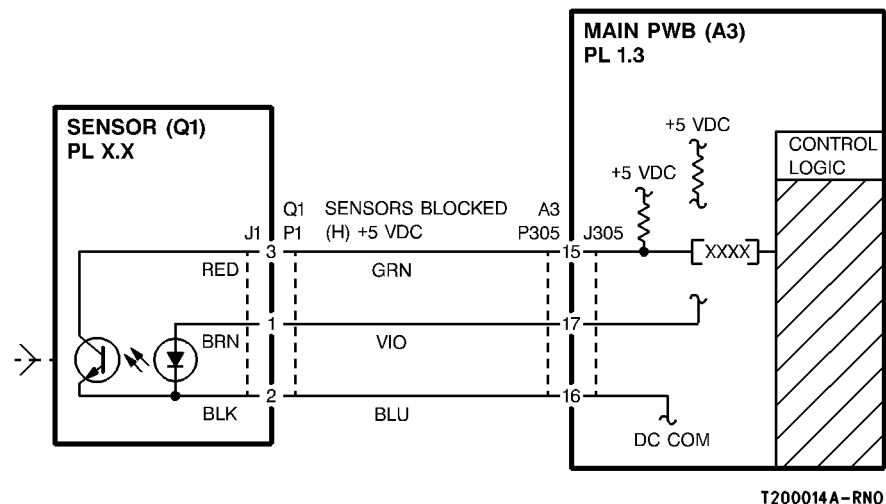 MAIN PWB (A3)
PL 1.3
SENSOR (Q1)
PL X.X
+5 VDC
+5 VDC
CONTROL
LOGIC
Q1 SENSORS BLOCKED A3
J1 P1 (H) +5 VDC P305 J305
3 15 XXXX
RED GRN
1 17
BRN VIO
2 16
BLK BLU
DC COM
T200014A-RNO